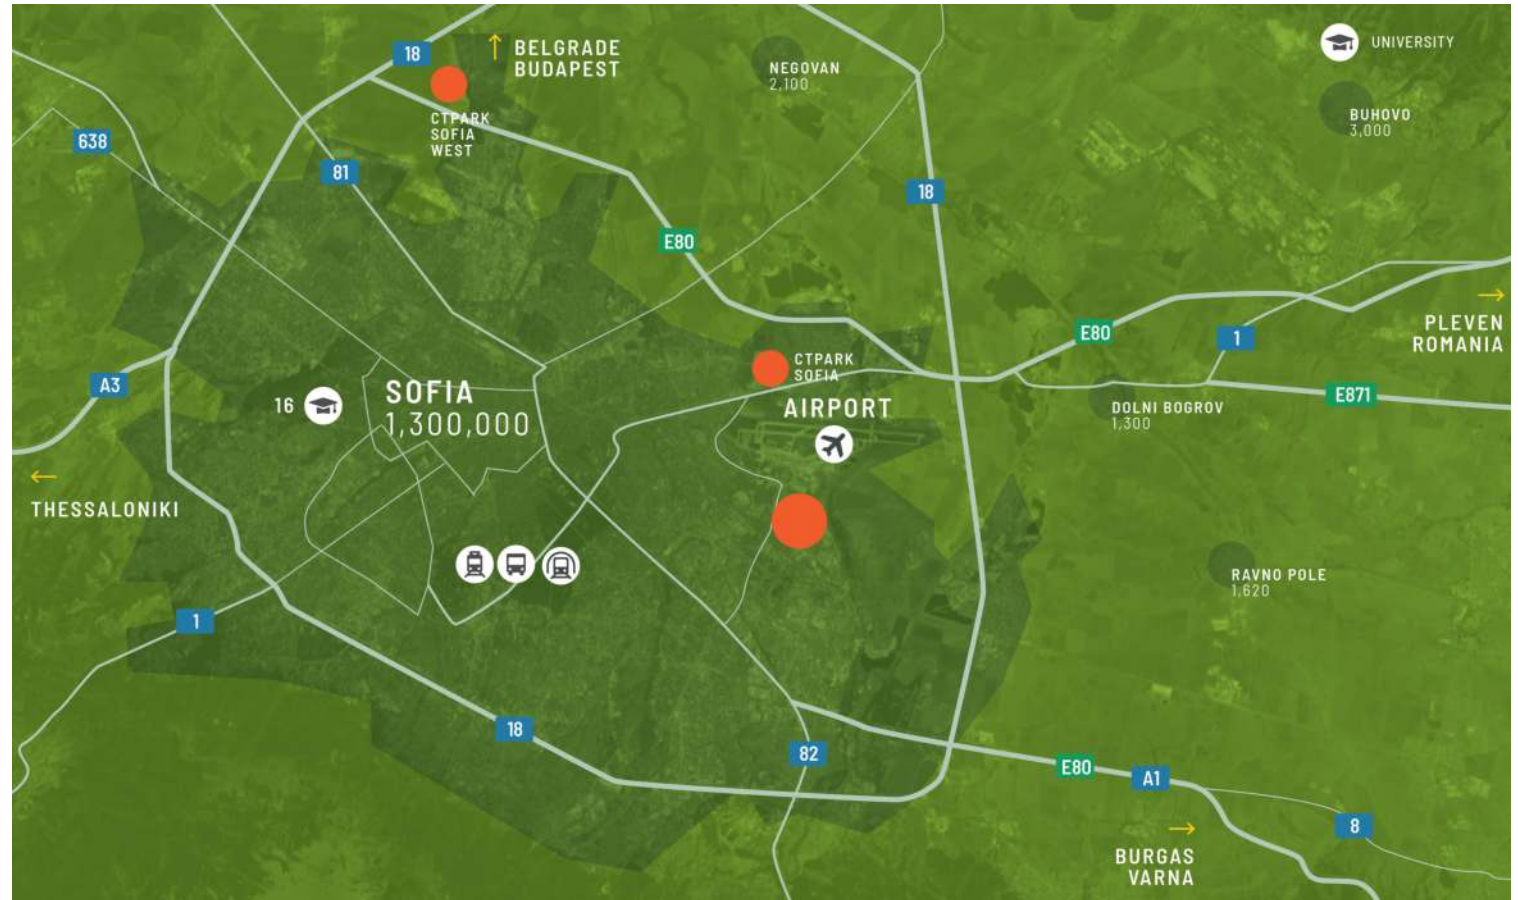 18
BELGRADE
BUDAPEST
UNIVERSITY
NEGOVAN
2,100
BUHOVO
3,000
CTPARK
SOFIA
WEST
638
81
18
E80
PLEVEN
ROMANIA
E80
1
CTPARK
SOFIA
A3
SOFIA
1,300,000
16
E871
AIRPORT
DOLNI BOGROV
1,300
THESSALONIKI
RAVNO POLE
1,620
1
18
82
E80
A1
8
BURGAS
VARNA